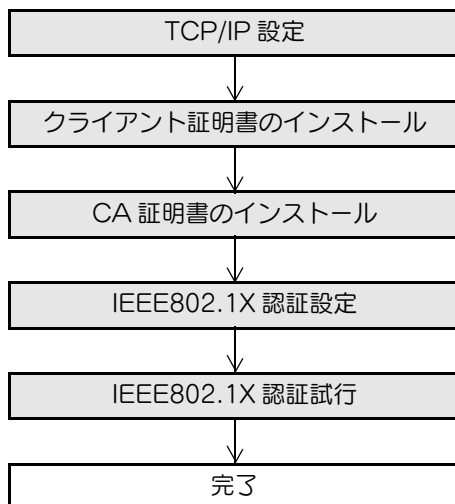 TCP/IP 設定
クライアント証明書のインストール
CA 証明書のインストール
IEEE802.1X 認証設定
IEEE802.1X 認証試行
完了